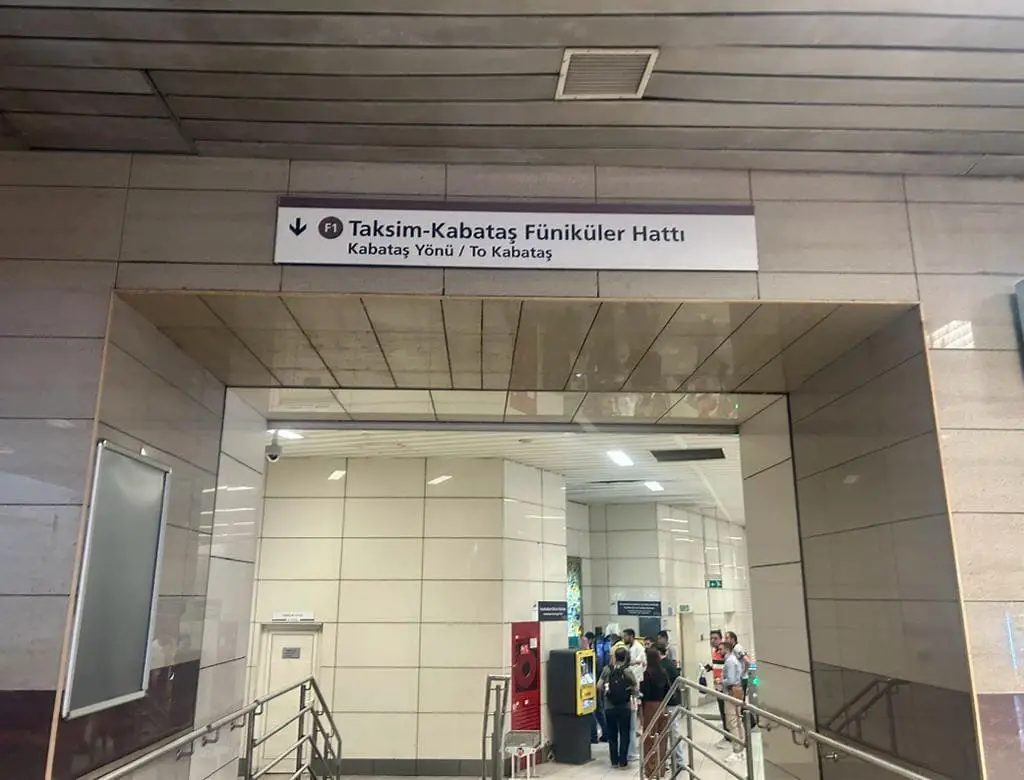 F1 Taksim-Kabataş Füniküler Hattı
Kabataş Yönü / To Kabataş